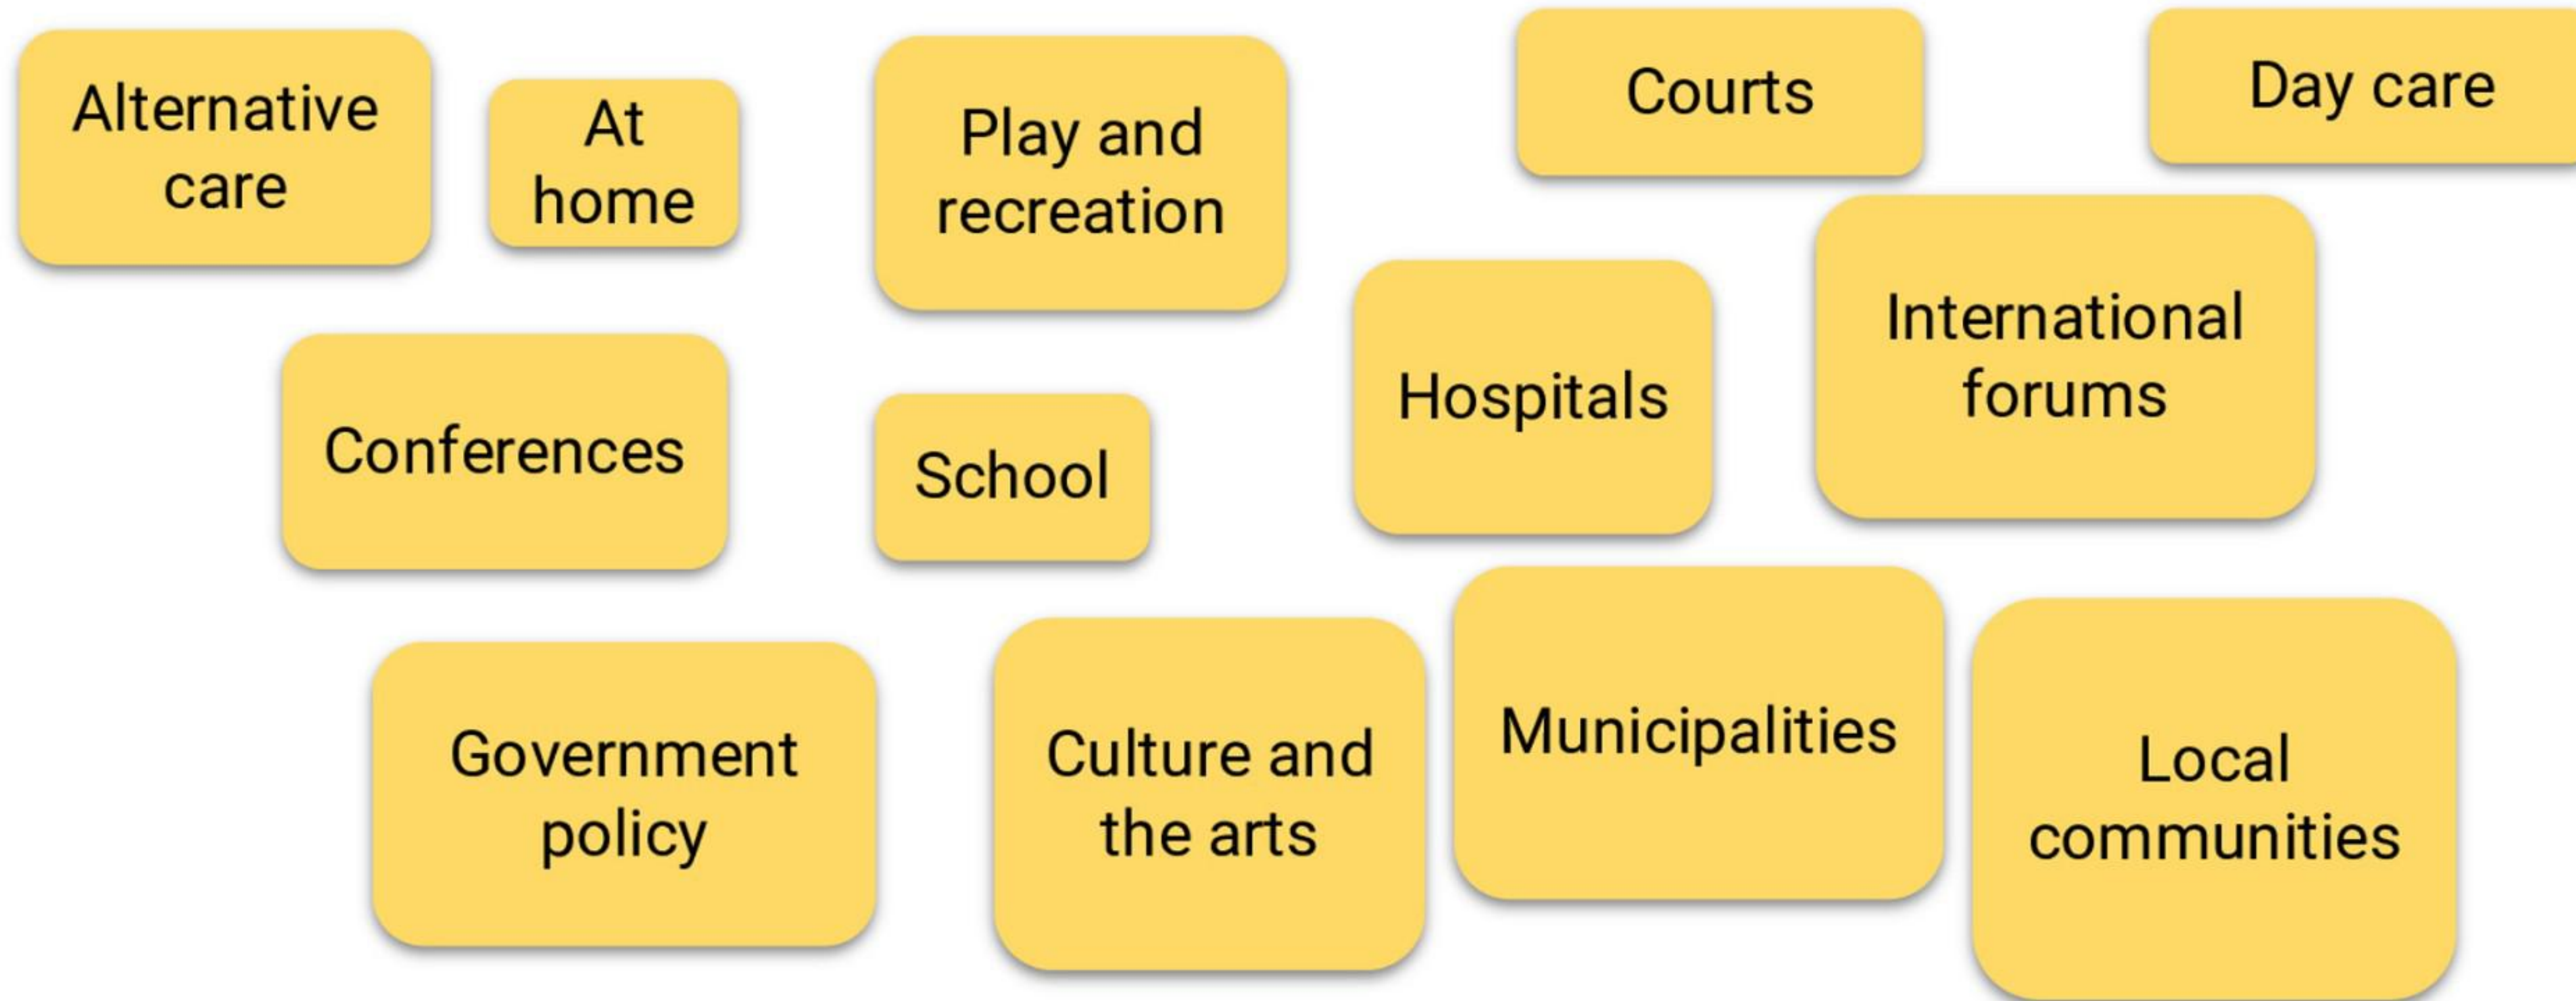 Alternative
care
At
home
Play and
recreation
Courts
Day care
Conferences
School
Hospitals
International
forums
Government
policy
Culture and
the arts
Municipalities
Local
communities